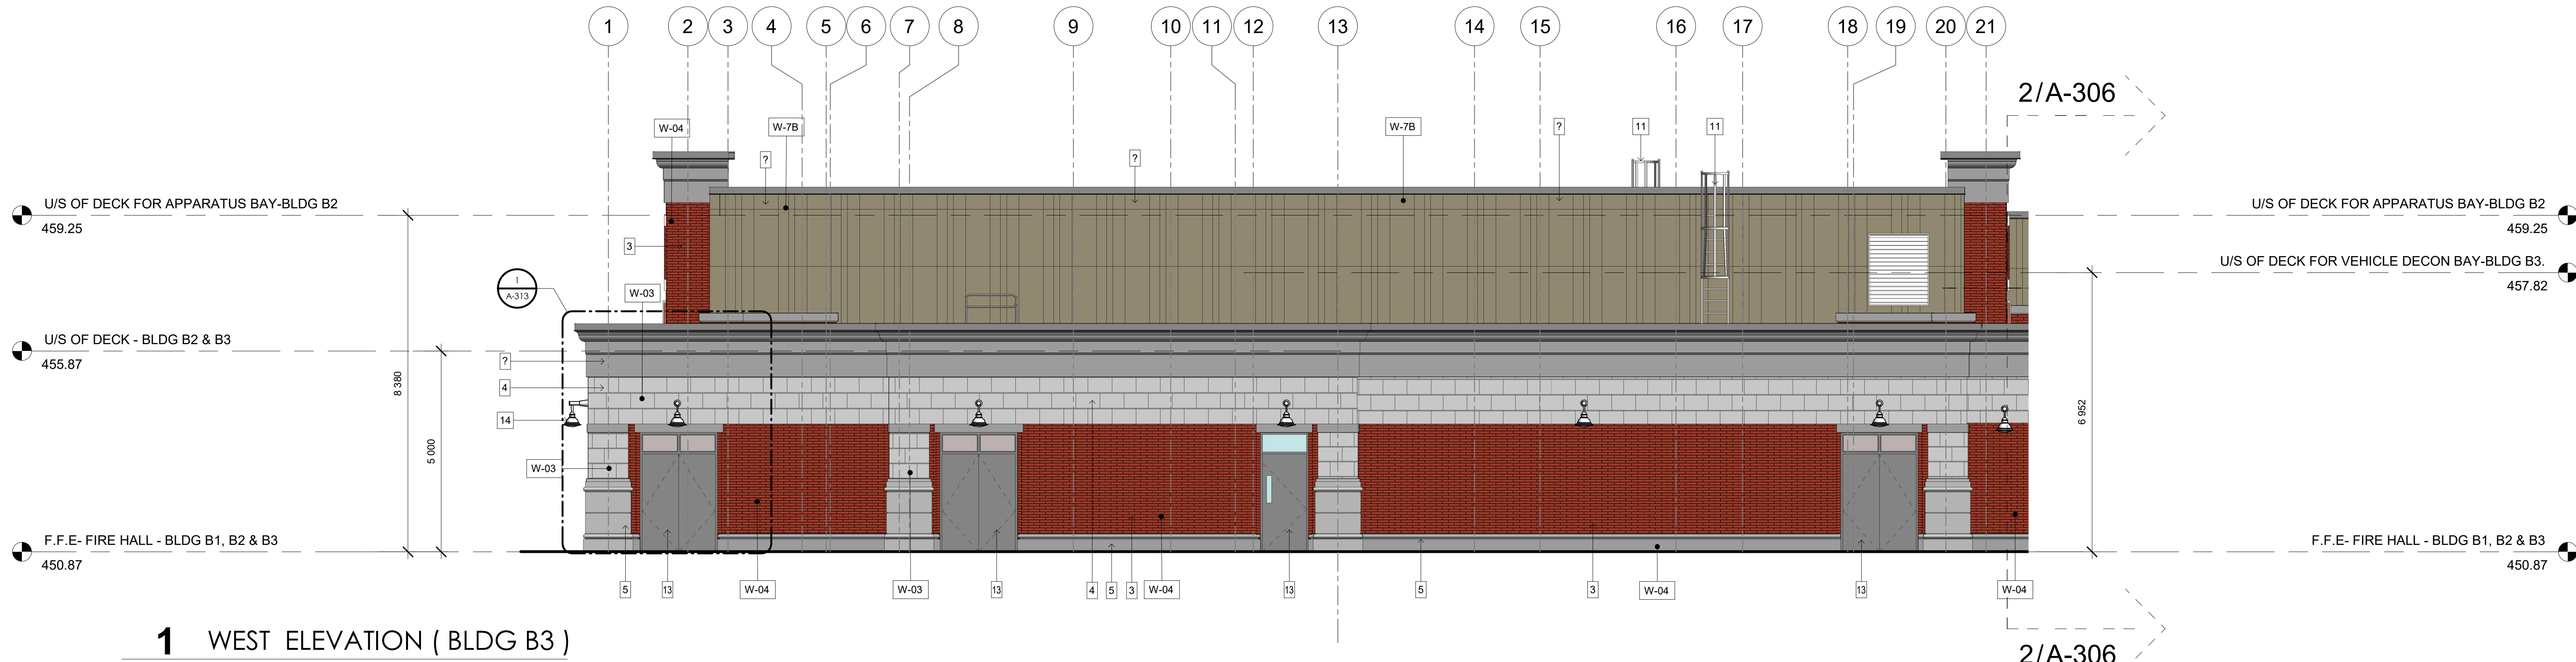 1 2 3 4 5 6 7 8 9 10 11 12 13 14 15 16 17 18 19 20 21
2/A-306
W-04 W-7B W-7B ? 11 11
? ?
U/S OF DECK FOR APPARATUS BAY-BLDG B2
459.25
U/S OF DECK FOR APPARATUS BAY-BLDG B2
459.25
3
U/S OF DECK FOR VEHICLE DECON BAY-BLDG B3.
457.82
1
A-313
W-03
U/S OF DECK - BLDG B2 & B3
455.87
?
8 380
4
14
6 952
5 000
W-03
F.F.E- FIRE HALL - BLDG B1, B2 & B3
450.87
F.F.E- FIRE HALL - BLDG B1, B2 & B3
450.87
5 13 W-04 W-03 13 4 5 3 W-04 13 5 3 W-04 13 W-04
1 WEST ELEVATION ( BLDG B3 )
2/A-306